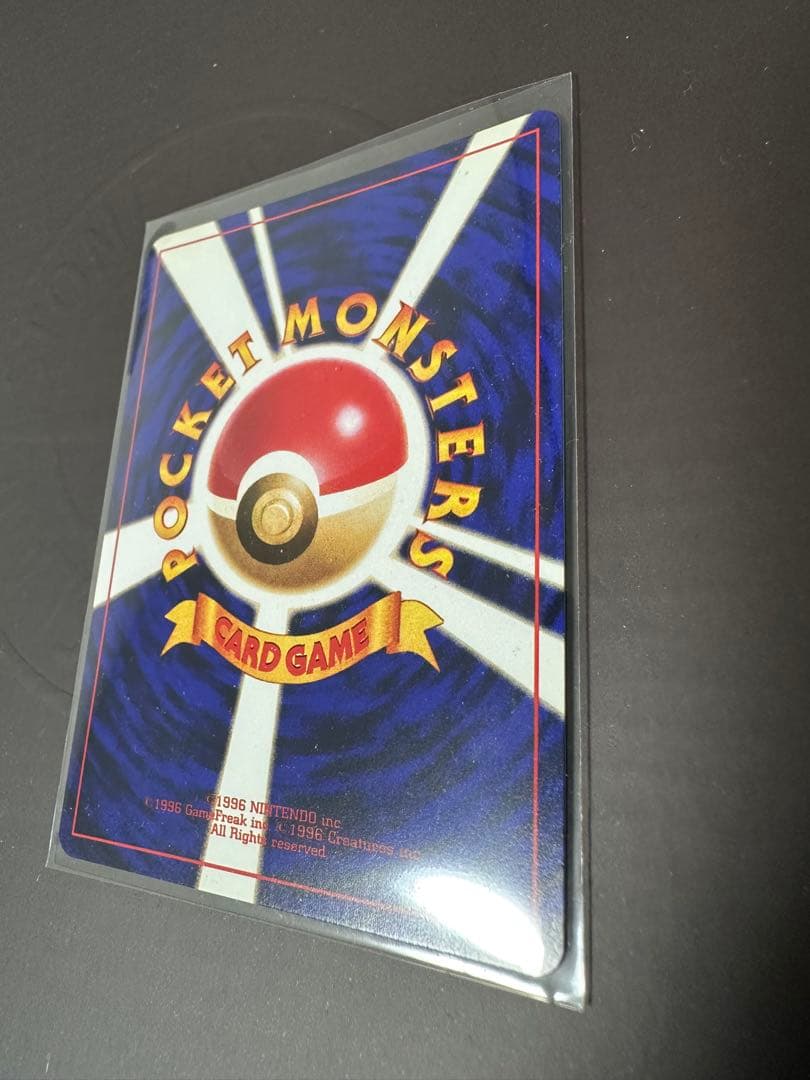 POCKET MONSTERS
CARD GAME
©1996 NINTENDO inc
©1996 GameFreak inc. ©1996 Creatures inc
All Rights reserved